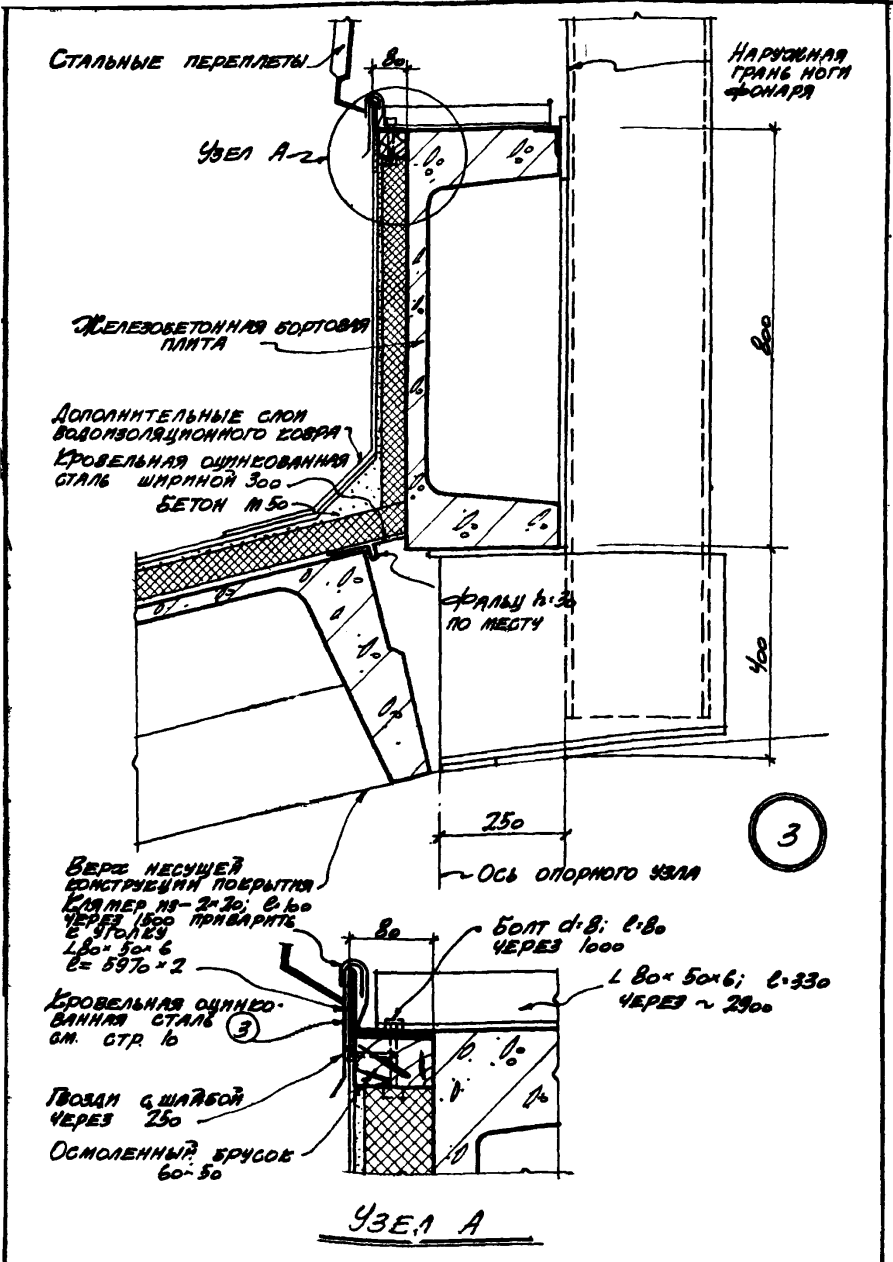 Стальные переплеты
80
Наружная
грань ноги
фонаря
Узел А
Железобетонная бортовая
плита
800
Дополнительные слои
водоизоляционного ковра
Кровельная оцинкованная
сталь шириной 300
Бетон М50
Фальц h=30
по месту
400
250
3
Ось опорного узла
Верх несущей
конструкции покрытия
Клямер из – 2×20; ℓ=100
через 1500 приварить
к уголку
L80×50×6
ℓ=5970×2
80
Болт d=8; ℓ=80
через 1000
L 80×50×6; ℓ=330
через ~2900
Кровельная оцинко-
ванная сталь 3
см. стр. 10
Гвозди с шайбой
через 250
Осмоленный брусок
60×50
Узел А